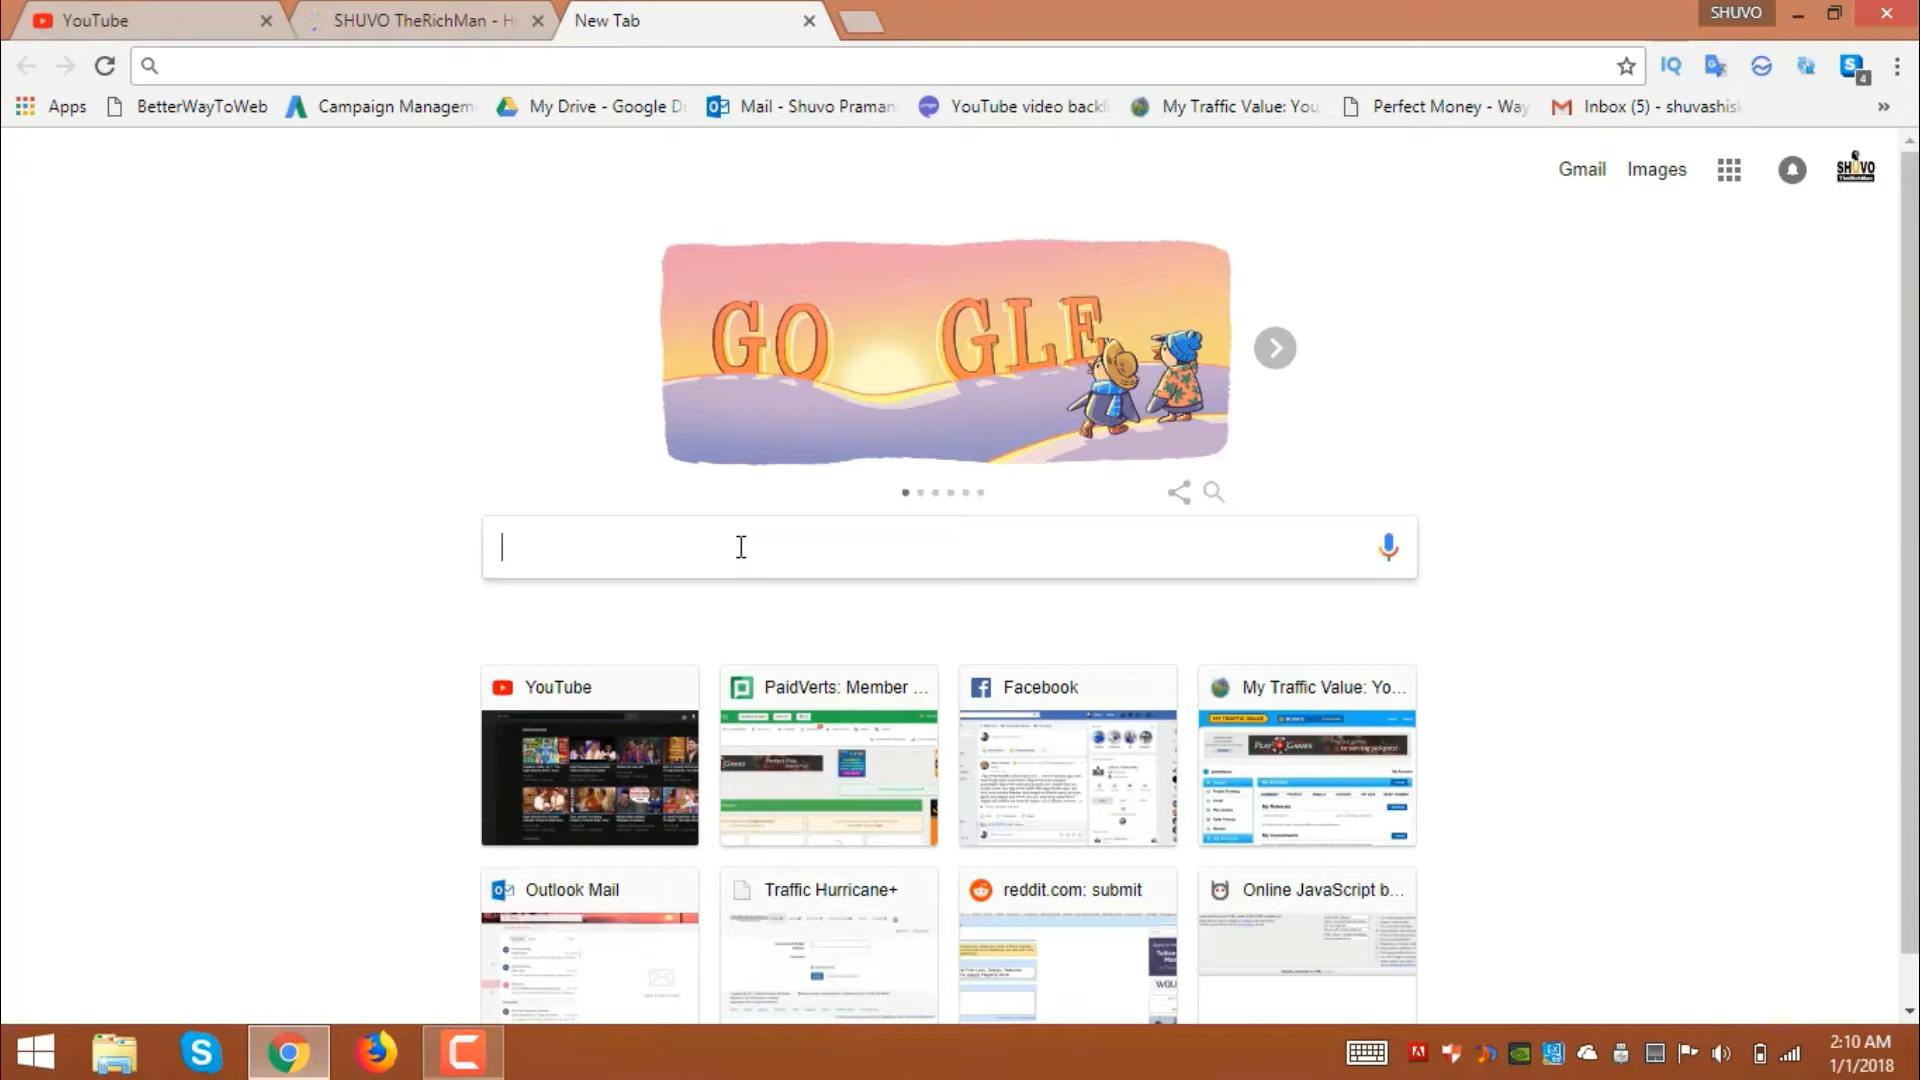 YouTube
SHUVO TheRichMan - H
New Tab
SHUVO
Apps
BetterWayToWeb
Campaign Managem
My Drive - Google D
Mail - Shuvo Praman
YouTube video backl
My Traffic Value: You
Perfect Money - Way
Inbox (5) - shuvashis
»
Gmail
Images
SHUVO
TheRichMan
GO GLE
YouTube
PaidVerts: Member ...
Facebook
My Traffic Value: Yo...
Outlook Mail
Traffic Hurricane+
reddit.com: submit
Online JavaScript b...
2:10 AM
1/1/2018